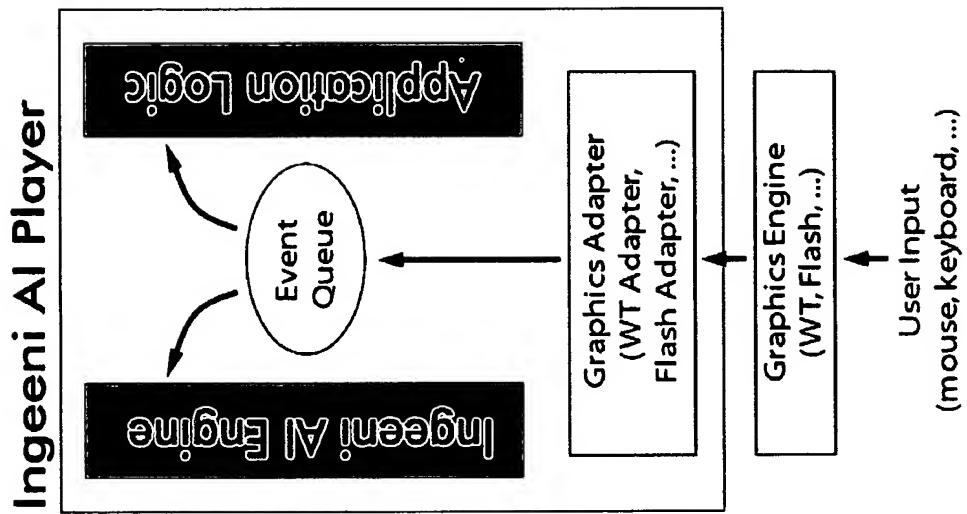 Ingeeni AI Player
Ingeeni AI Engine
Application Logic
Event
Queue
Graphics Adapter
(WT Adapter,
Flash Adapter, ...)
Graphics Engine
(WT, Flash, ...)
User Input
(mouse, keyboard, ...)